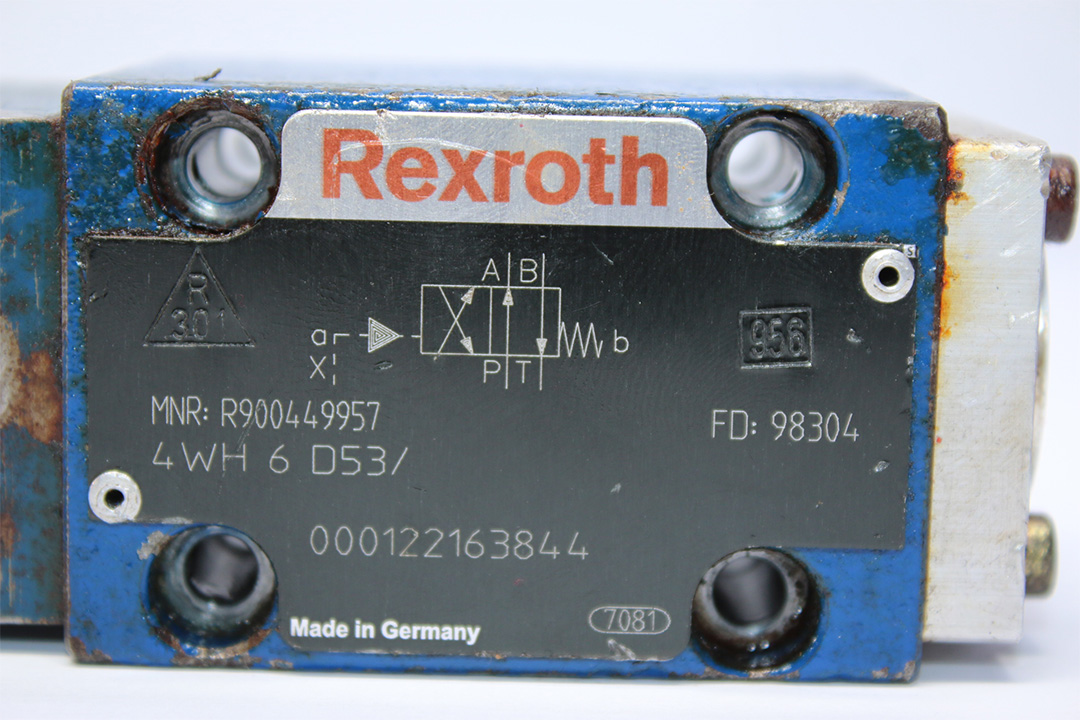 Rexroth
R
301
A B
a
X
b
P T
956
MNR: R900449957
FD: 98304
4WH 6 D53/
000122163844
Made in Germany
7081